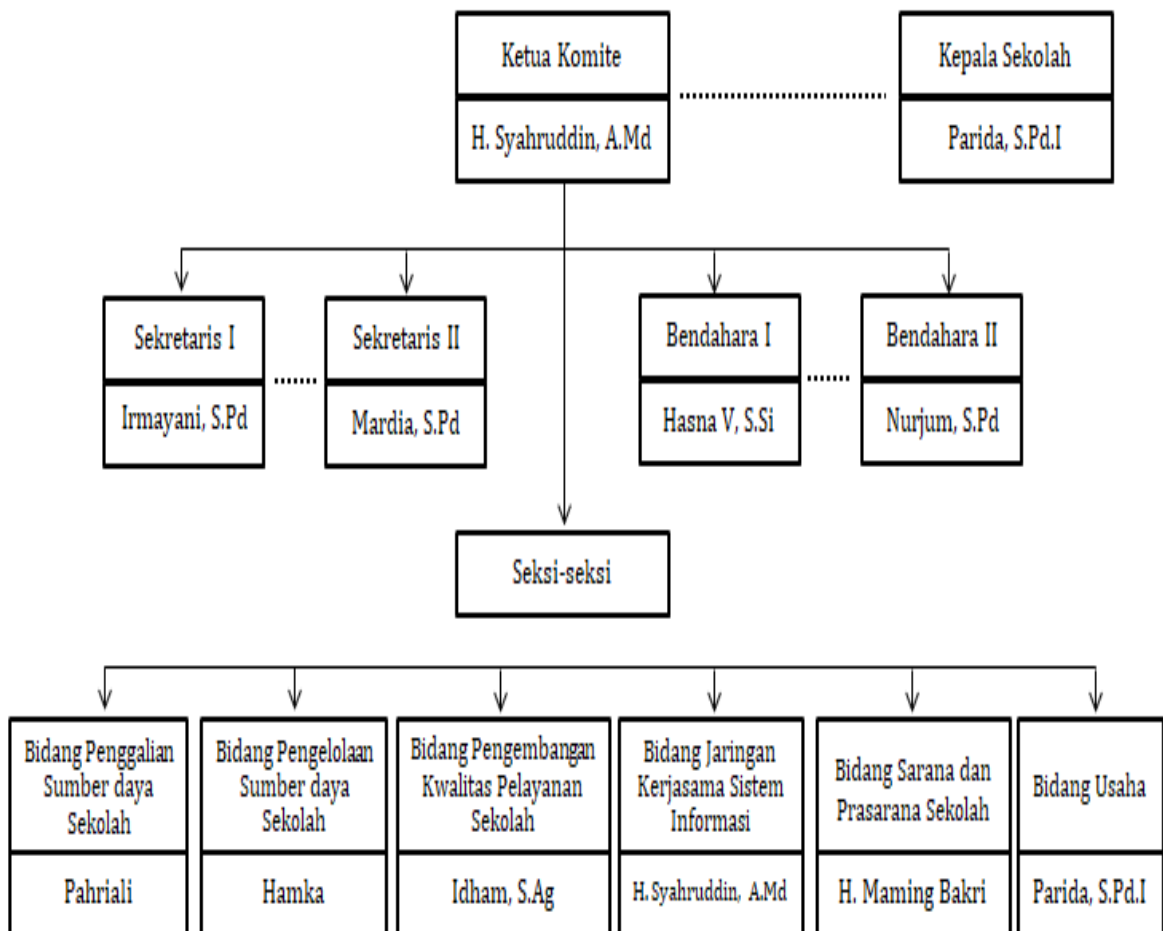 Ketua Komite
H. Syahruddin, A.Md
Kepala Sekolah
Parida, S.Pd.I
Sekretaris I
Irmayani, S.Pd
Sekretaris II
Mardia, S.Pd
Bendahara I
Hasna V, S.Si
Bendahara II
Nurjum, S.Pd
Seksi-seksi
Bidang Penggalian
Sumber daya
Sekolah
Pahriali
Bidang Pengelolaan
Sumber daya
Sekolah
Hamka
Bidang Pengembangan
Kwalitas Pelayanan
Sekolah
Idham, S.Ag
Bidang Jaringan
Kerjasama Sistem
Informasi
H. Syahruddin, A.Md
Bidang Sarana dan
Prasarana Sekolah
H. Maming Bakri
Bidang Usaha
Parida, S.Pd.I